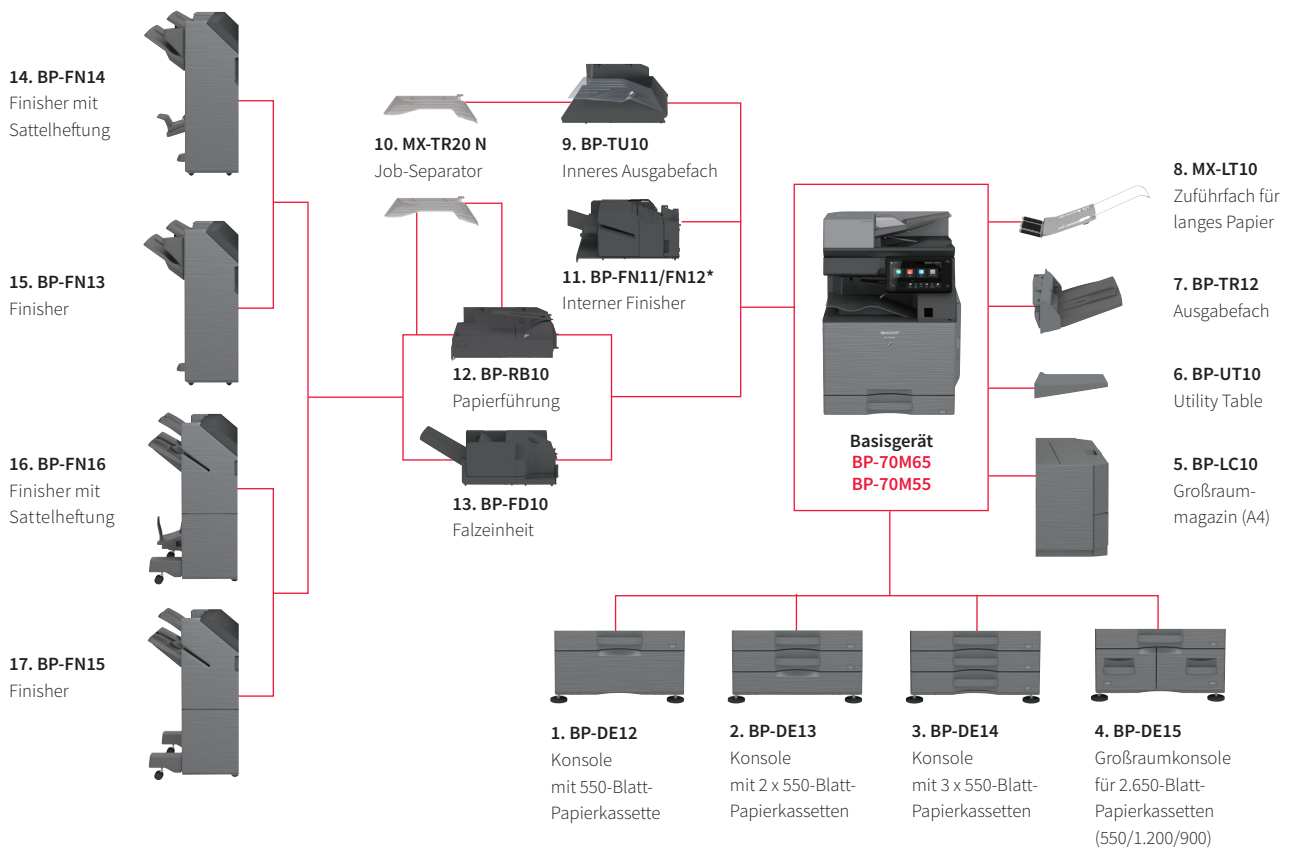 14. BP-FN14
Finisher mit
Sattelheftung
15. BP-FN13
Finisher
16. BP-FN16
Finisher mit
Sattelheftung
17. BP-FN15
Finisher
10. MX-TR20 N
Job-Separator
9. BP-TU10
Inneres Ausgabefach
11. BP-FN11/FN12*
Interner Finisher
12. BP-RB10
Papierführung
13. BP-FD10
Falzeinheit
SHARP
Basisgerät
BP-70M65
BP-70M55
8. MX-LT10
Zuführfach für
langes Papier
7. BP-TR12
Ausgabefach
6. BP-UT10
Utility Table
5. BP-LC10
Großraum-
magazin (A4)
1. BP-DE12
Konsole
mit 550-Blatt-
Papierkassette
2. BP-DE13
Konsole
mit 2 x 550-Blatt-
Papierkassetten
3. BP-DE14
Konsole
mit 3 x 550-Blatt-
Papierkassetten
4. BP-DE15
Großraumkonsole
für 2.650-Blatt-
Papierkassetten
(550/1.200/900)